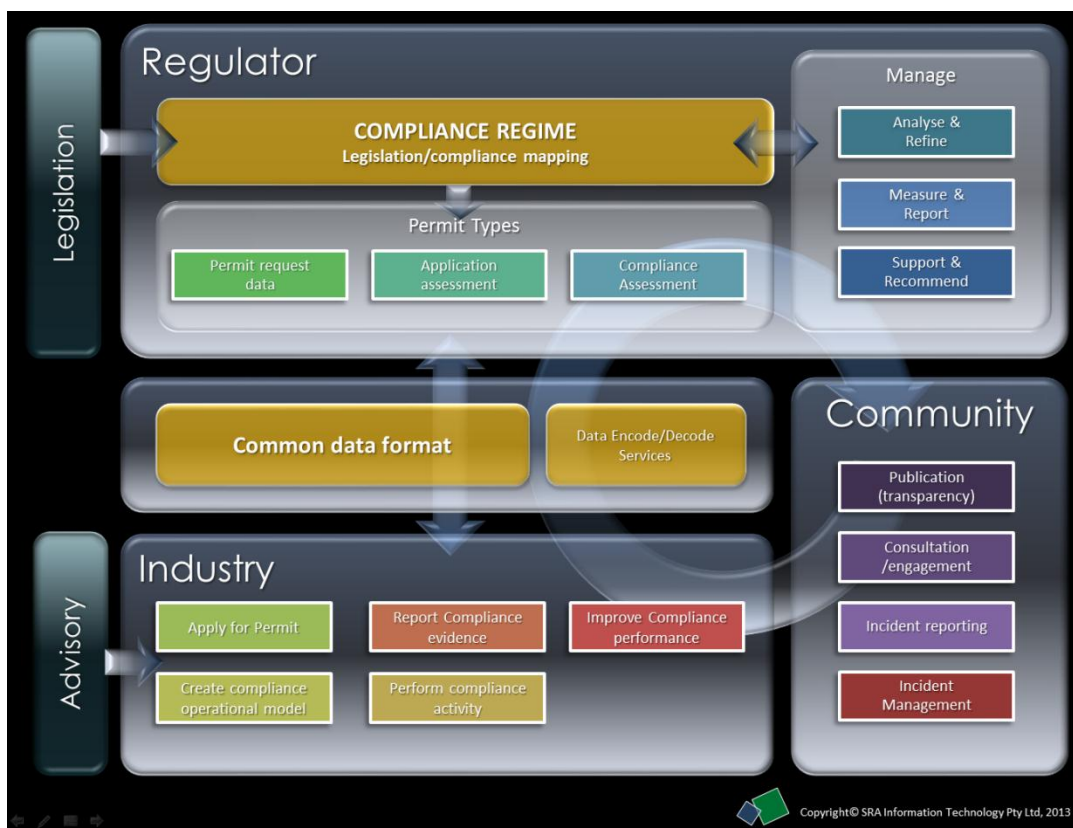 Legislation
Regulator
COMPLIANCE REGIME
Legislation/compliance mapping
Permit Types
Permit request
data
Application
assessment
Compliance
Assessment
Manage
Analyse &
Refine
Measure &
Report
Support &
Recommend
Common data format
Data Encode/Decode
Services
Community
Publication
(transparency)
Consultation
/engagement
Incident reporting
Incident
Management
Advisory
Industry
Apply for Permit
Report Compliance
evidence
Improve Compliance
performance
Create compliance
operational model
Perform compliance
activity
Copyright© SRA Information Technology Pty Ltd, 2013